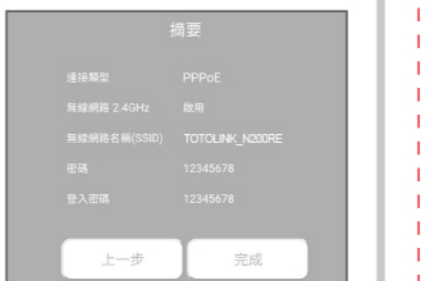 摘要
連接類型 PPPoE
無線網路 2.4GHz 啟用
無線網路名稱(SSID) TOTOLINK_N200RE
密碼 12345678
登入密碼 12345678
上一步 完成